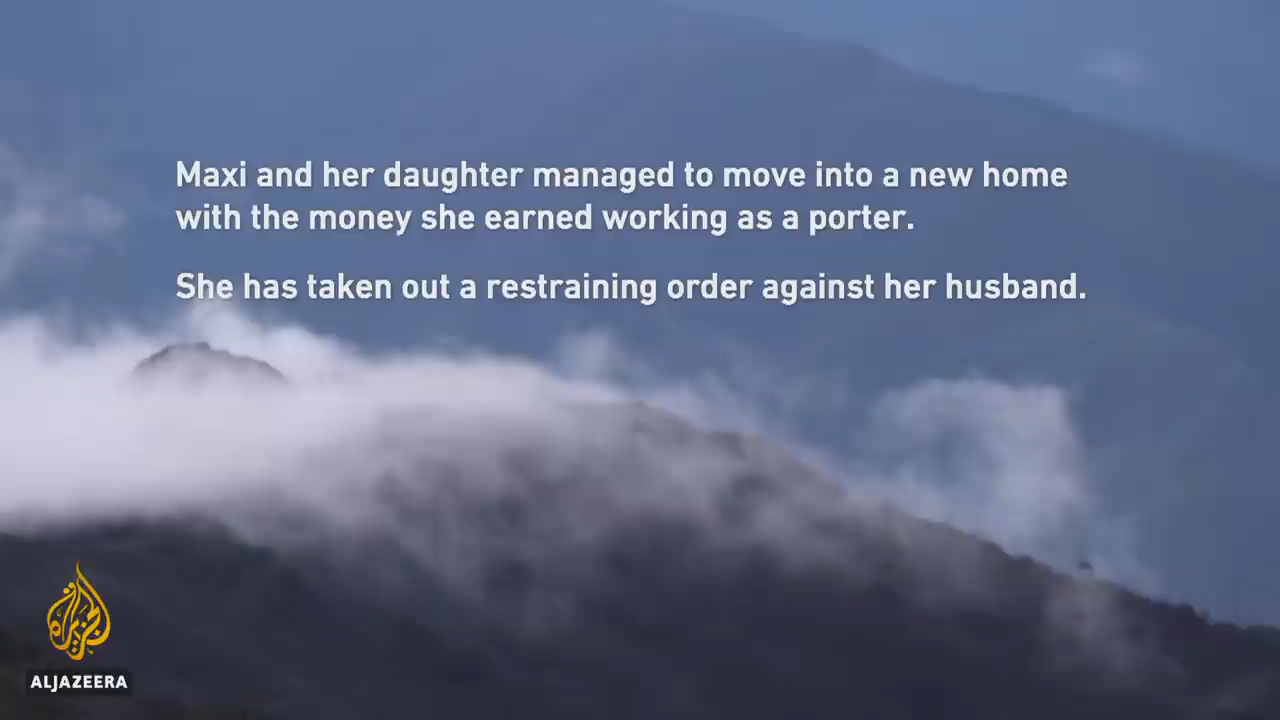 Maxi and her daughter managed to move into a new home
with the money she earned working as a porter.
She has taken out a restraining order against her husband.
الجزيرة
ALJAZEERA